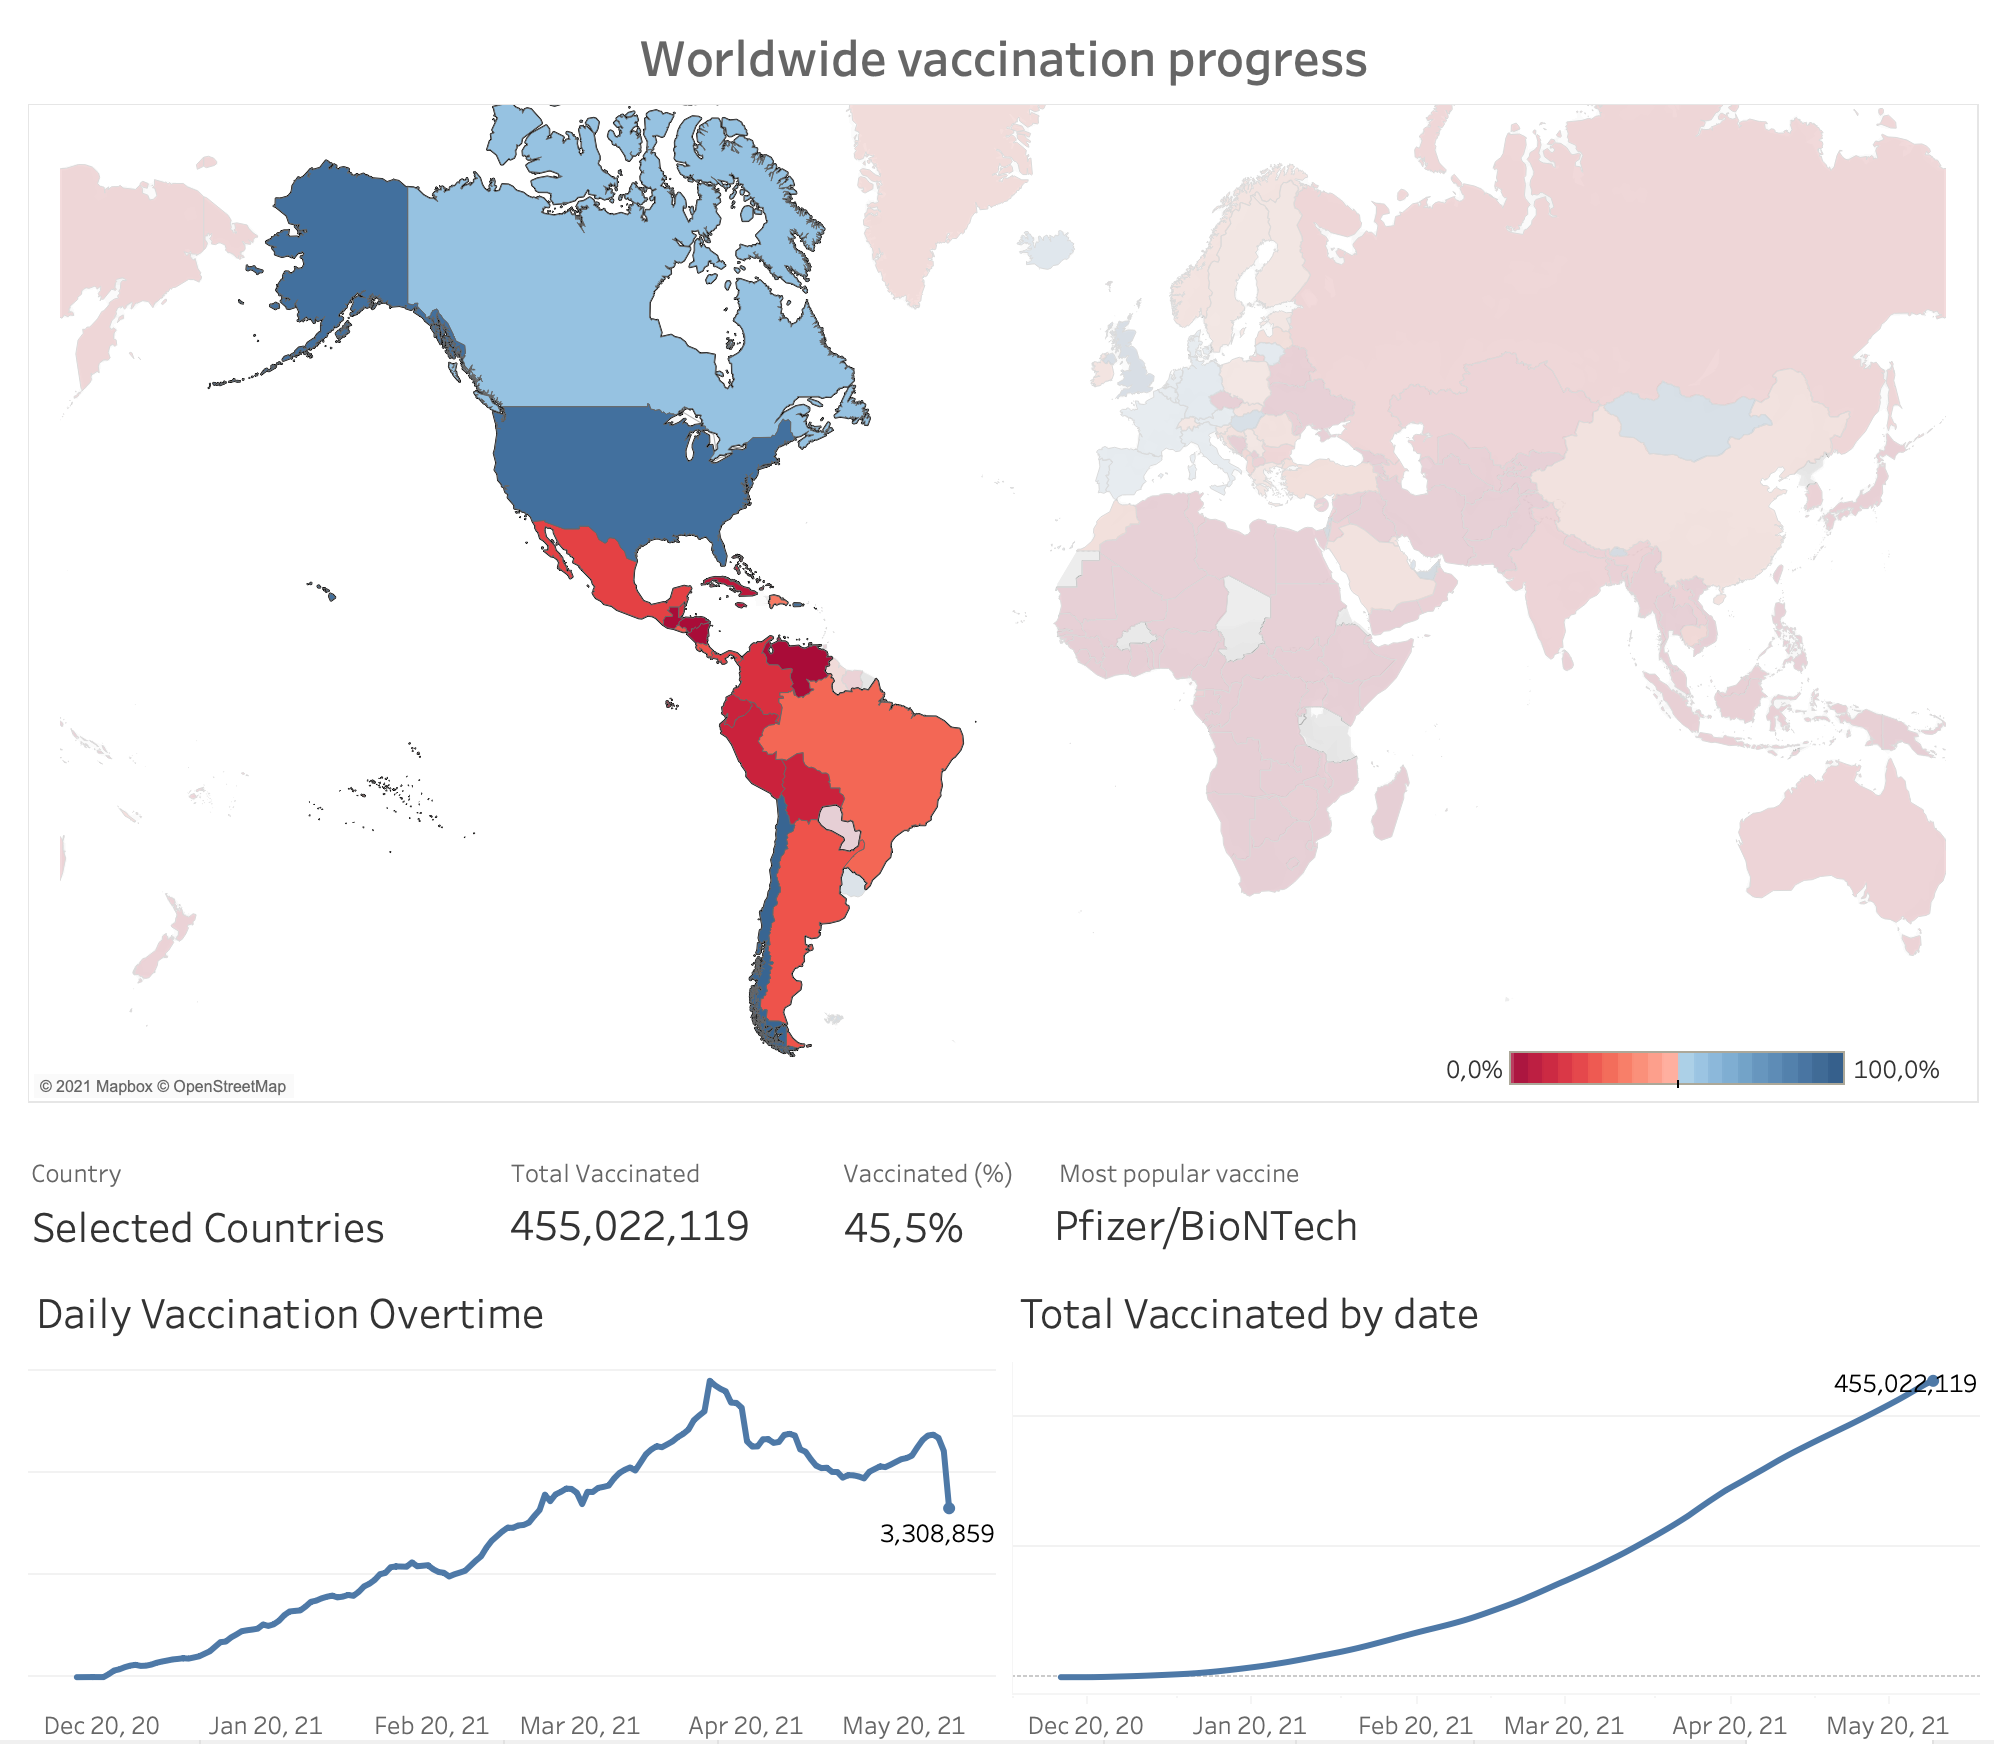 Worldwide vaccination progress
© 2021 Mapbox © OpenStreetMap
0,0% 100,0%
Country Total Vaccinated Vaccinated (%) Most popular vaccine
Selected Countries 455,022,119 45,5% Pfizer/BioNTech
Daily Vaccination Overtime Total Vaccinated by date
455,022,119
3,308,859
Dec 20, 20 Jan 20, 21 Feb 20, 21 Mar 20, 21 Apr 20, 21 May 20, 21 Dec 20, 20 Jan 20, 21 Feb 20, 21 Mar 20, 21 Apr 20, 21 May 20, 21